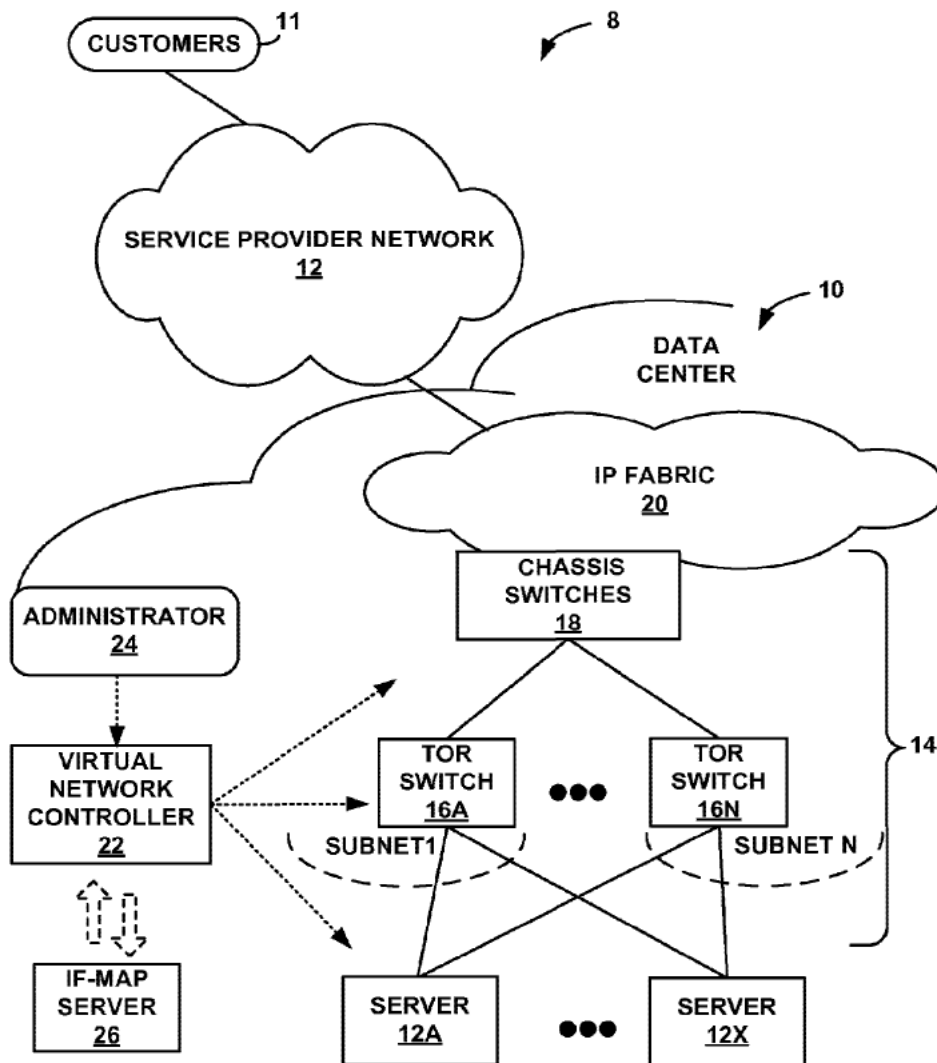 CUSTOMERS
11
8
SERVICE PROVIDER NETWORK
12
10
DATA
CENTER
IP FABRIC
20
CHASSIS
SWITCHES
18
ADMINISTRATOR
24
14
VIRTUAL
NETWORK
CONTROLLER
22
TOR
SWITCH
16A
TOR
SWITCH
16N
SUBNET1
SUBNET N
IF-MAP
SERVER
26
SERVER
12A
SERVER
12X